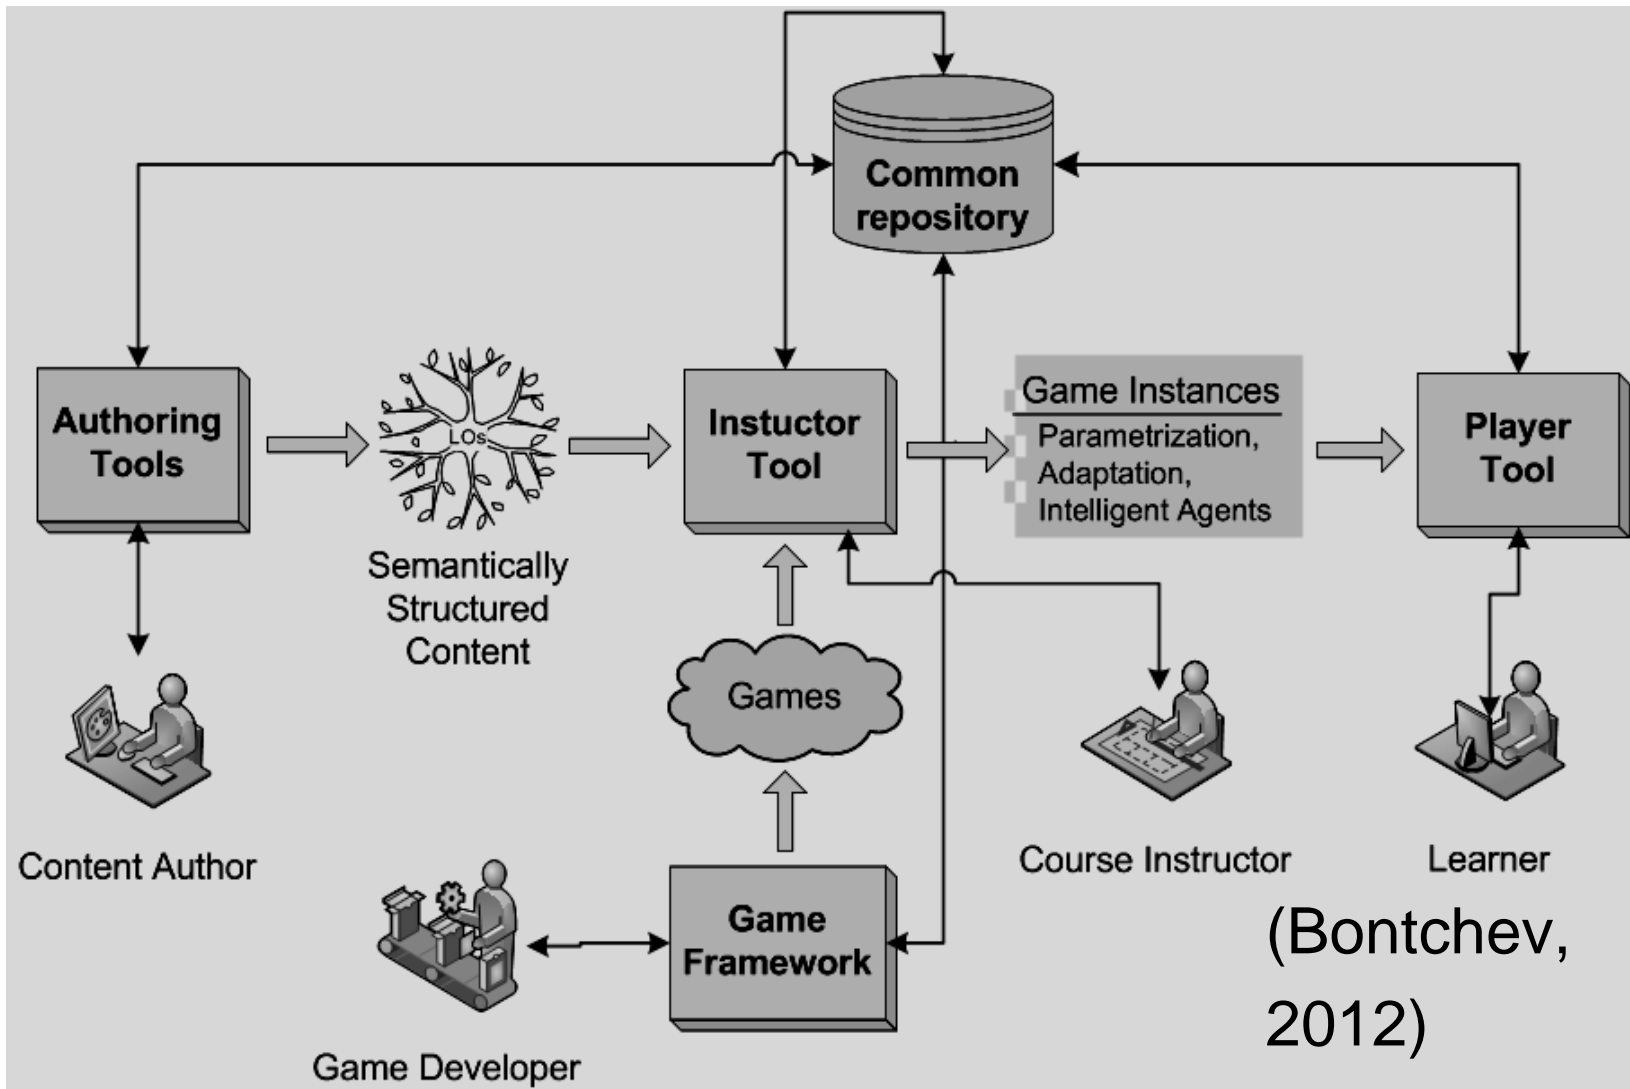 Common
repository
Authoring
Tools
LOs
Semantically
Structured
Content
Instuctor
Tool
Game Instances
Parametrization,
Adaptation,
Intelligent Agents
Player
Tool
Games
Content Author
Course Instructor
Learner
Game
Framework
Game Developer
(Bontchev,
2012)